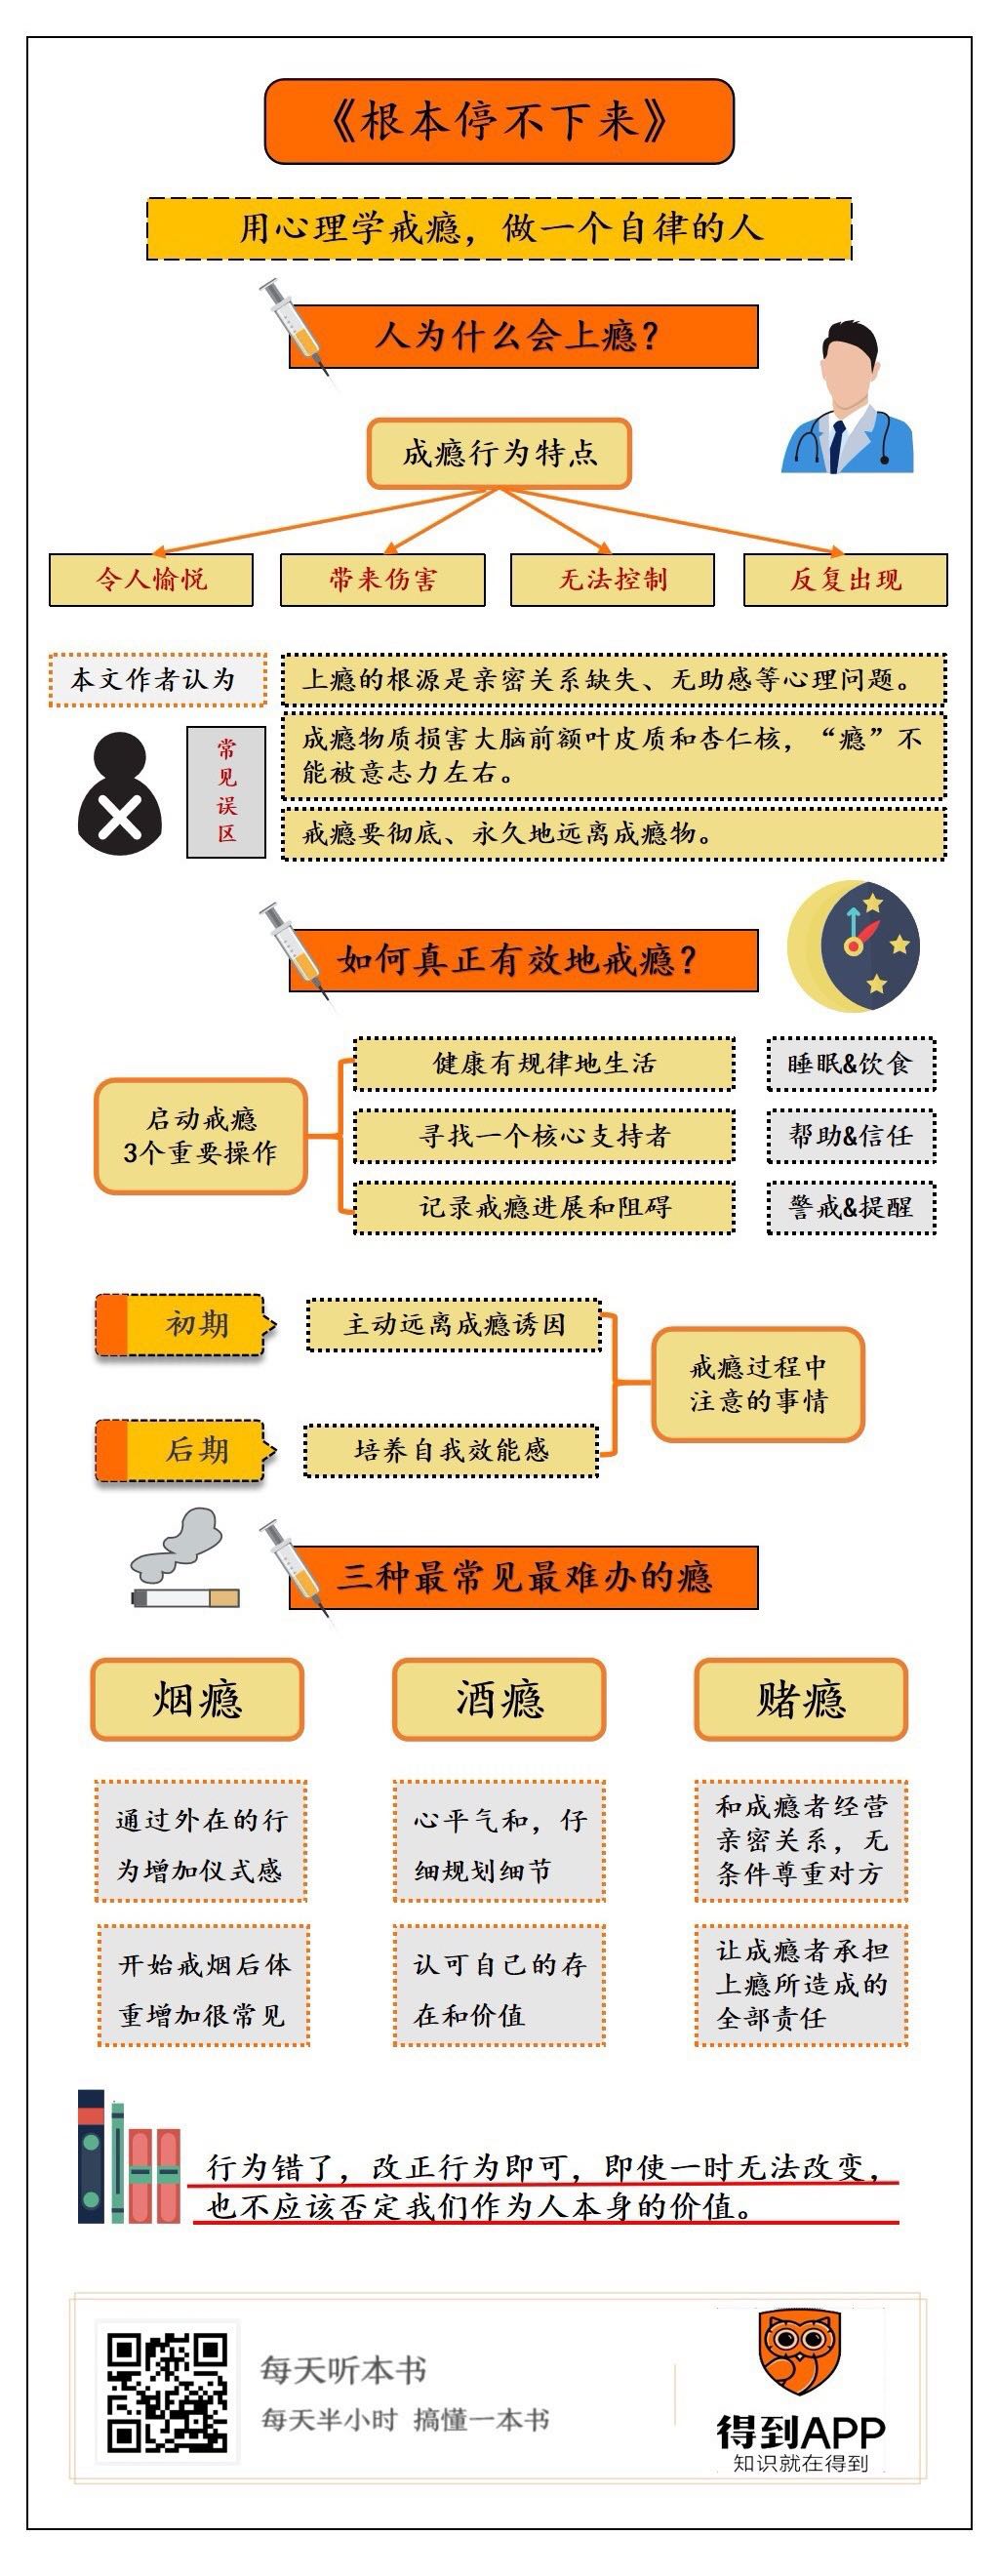 《根本停不下来》
用心理学戒瘾，做一个自律的人
人为什么会上瘾？
成瘾行为特点
令人愉悦
带来伤害
无法控制
反复出现
本文作者认为
上瘾的根源是亲密关系缺失、无助感等心理问题。
常
见
误
区
成瘾物质损害大脑前额叶皮质和杏仁核，“瘾”不
能被意志力左右。
戒瘾要彻底、永久地远离成瘾物。
如何真正有效地戒瘾？
启动戒瘾
3个重要操作
健康有规律地生活
睡眠&饮食
寻找一个核心支持者
帮助&信任
记录戒瘾进展和阻碍
警戒&提醒
初期
主动远离成瘾诱因
后期
培养自我效能感
戒瘾过程中
注意的事情
三种最常见最难办的瘾
烟瘾
酒瘾
赌瘾
通过外在的行
为增加仪式感
心平气和，仔
细规划细节
和成瘾者经营
亲密关系，无
条件尊重对方
开始戒烟后体
重增加很常见
认可自己的存
在和价值
让成瘾者承担
上瘾所造成的
全部责任
行为错了，改正行为即可，即使一时无法改变，
也不应该否定我们作为人本身的价值。
每天听本书
每天半小时 搞懂一本书
得到APP
知识就在得到